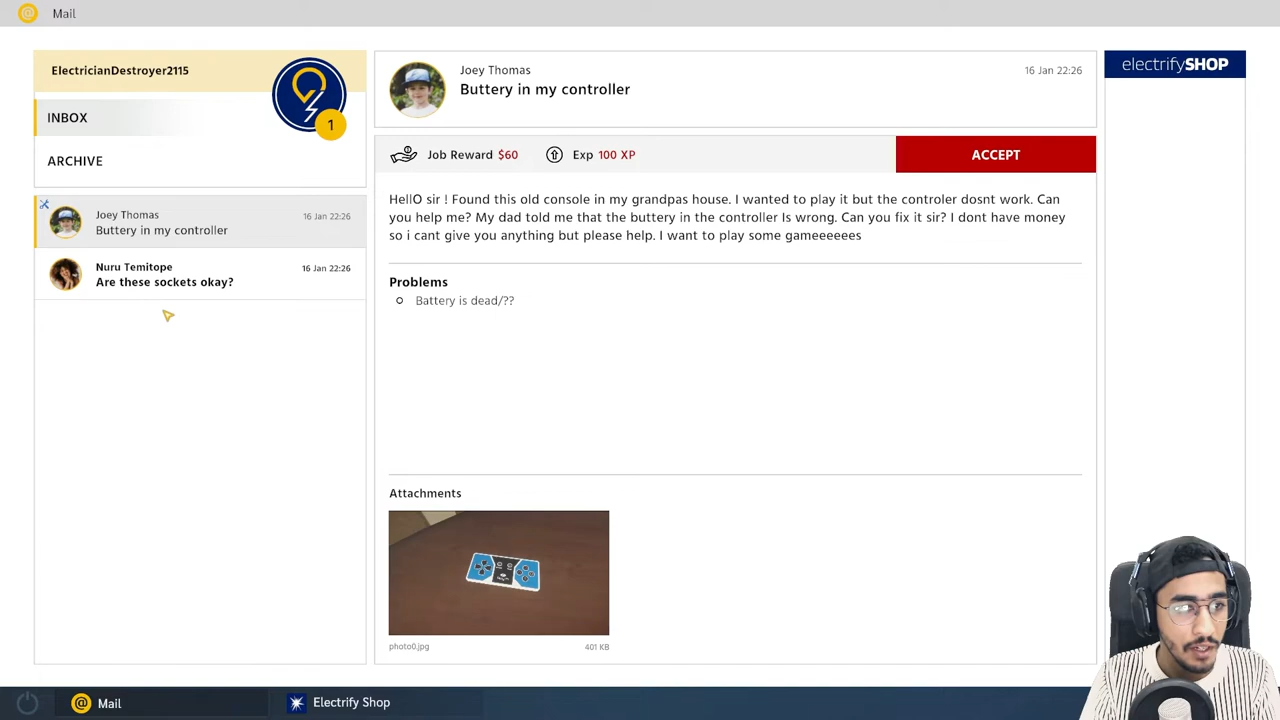 Mail
ElectricianDestroyer2115
1
INBOX
ARCHIVE
Joey Thomas
16 Jan 22:26
Buttery in my controller
Nuru Temitope
16 Jan 22:26
Are these sockets okay?
Joey Thomas
16 Jan 22:26
Buttery in my controller
Job Reward $60
Exp 100 XP
ACCEPT
HellO sir ! Found this old console in my grandpas house. I wanted to play it but the controler dosnt work. Can
you help me? My dad told me that the buttery in the controller Is wrong. Can you fix it sir? I dont have money
so i cant give you anything but please help. I want to play some gameeeeees
Problems
Battery is dead/??
Attachments
photo0.jpg
401 KB
electrifySHOP
Mail
Electrify Shop